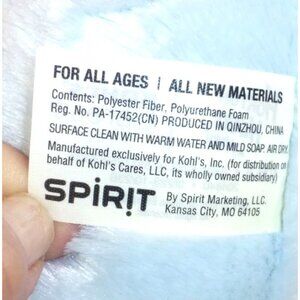 FOR ALL AGES | ALL NEW MATERIALS
Contents: Polyester Fiber, Polyurethane Foam
Reg. No. PA-17452(CN) PRODUCED IN QINZHOU, CHINA
SURFACE CLEAN WITH WARM WATER AND MILD SOAP. AIR DRY.
Manufactured exclusively for Kohl's, Inc. (for distribution on
behalf of Kohl's Cares, LLC, its wholly owned subsidiary)
SPIRIT
By Spirit Marketing, LLC.
Kansas City, MO 64105